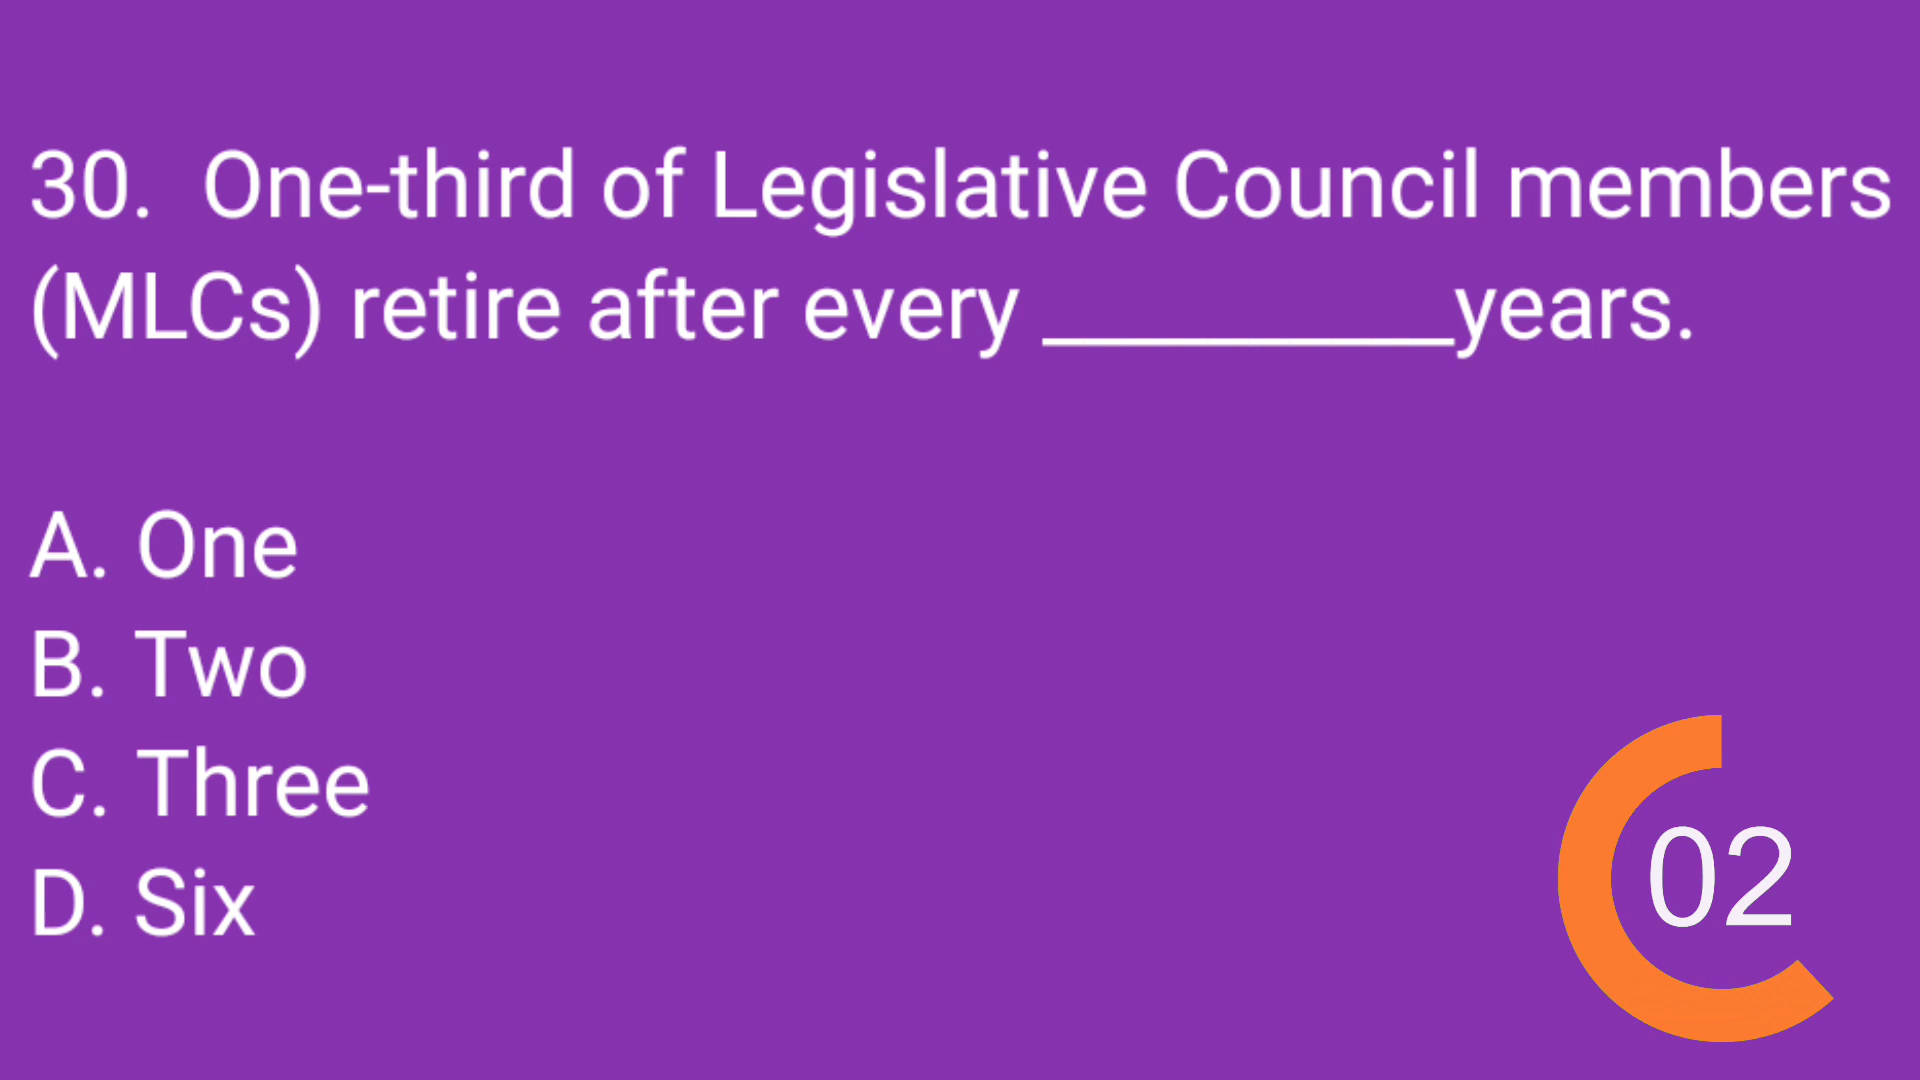 30. One-third of Legislative Council members
(MLCs) retire after every __________years.
A. One
B. Two
C. Three
D. Six
02